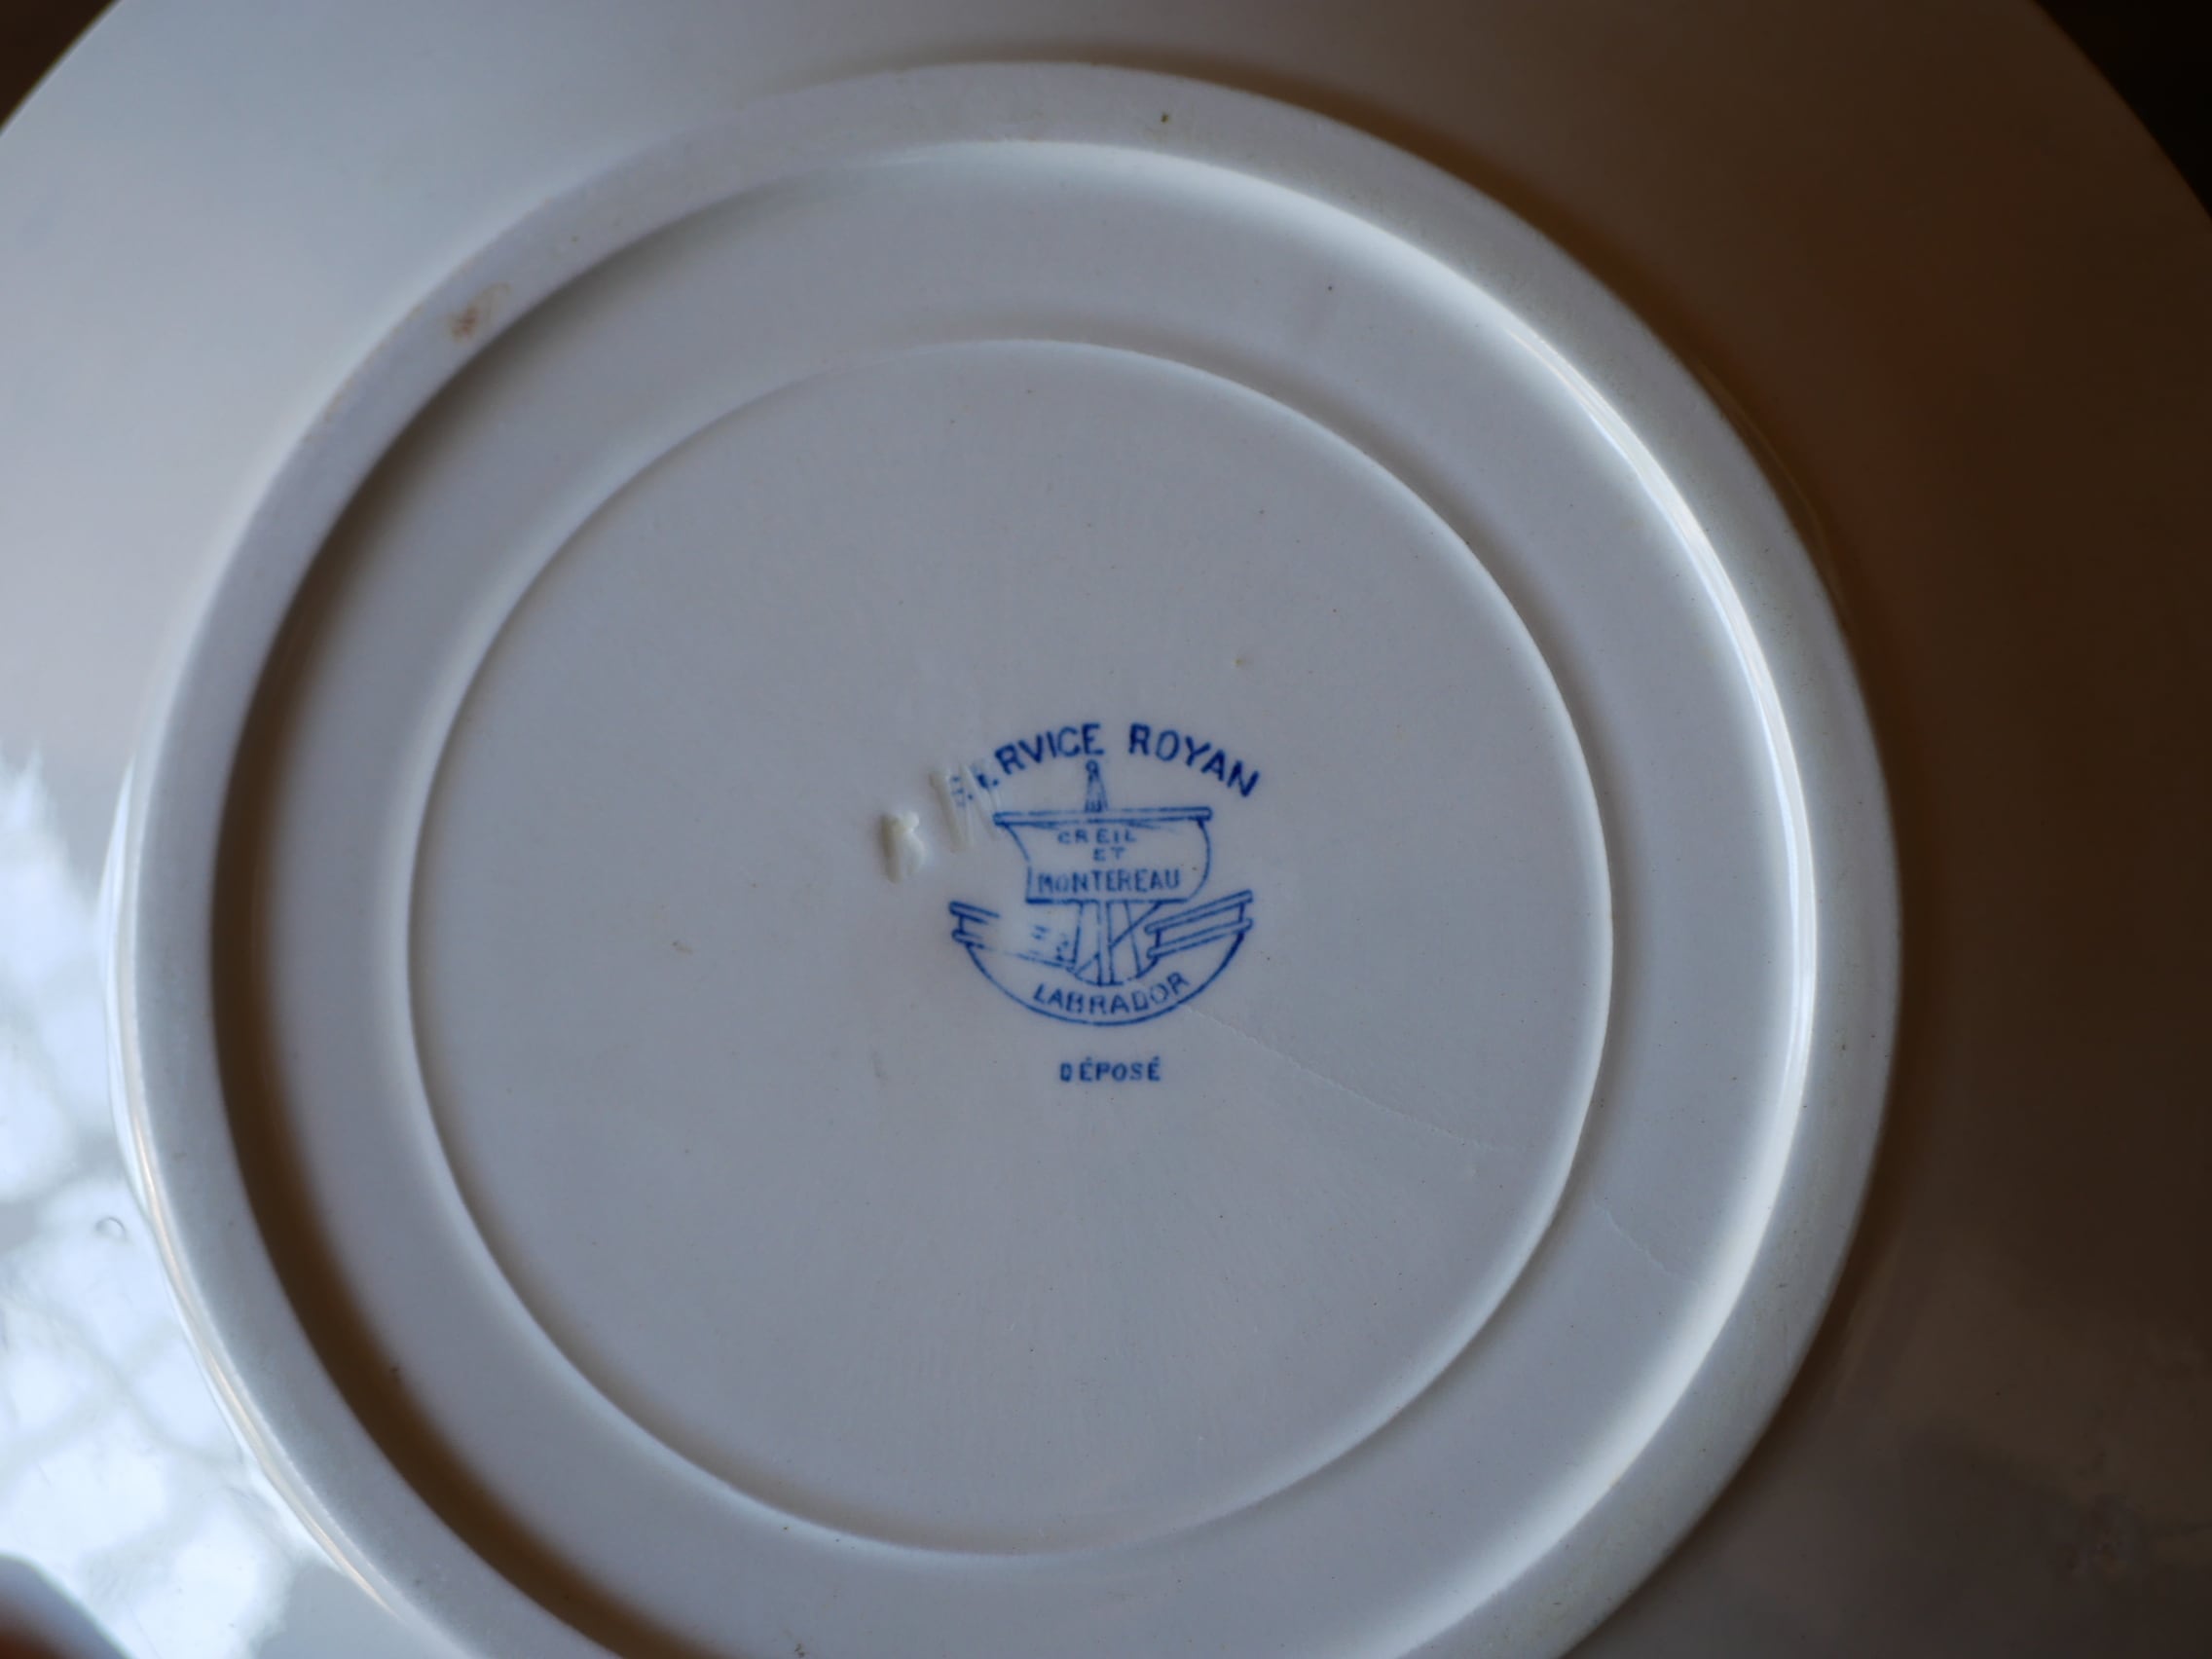 SERVICE ROYAN
CREIL
ET
MONTEREAU
LABRADOR
DÉPOSÉ